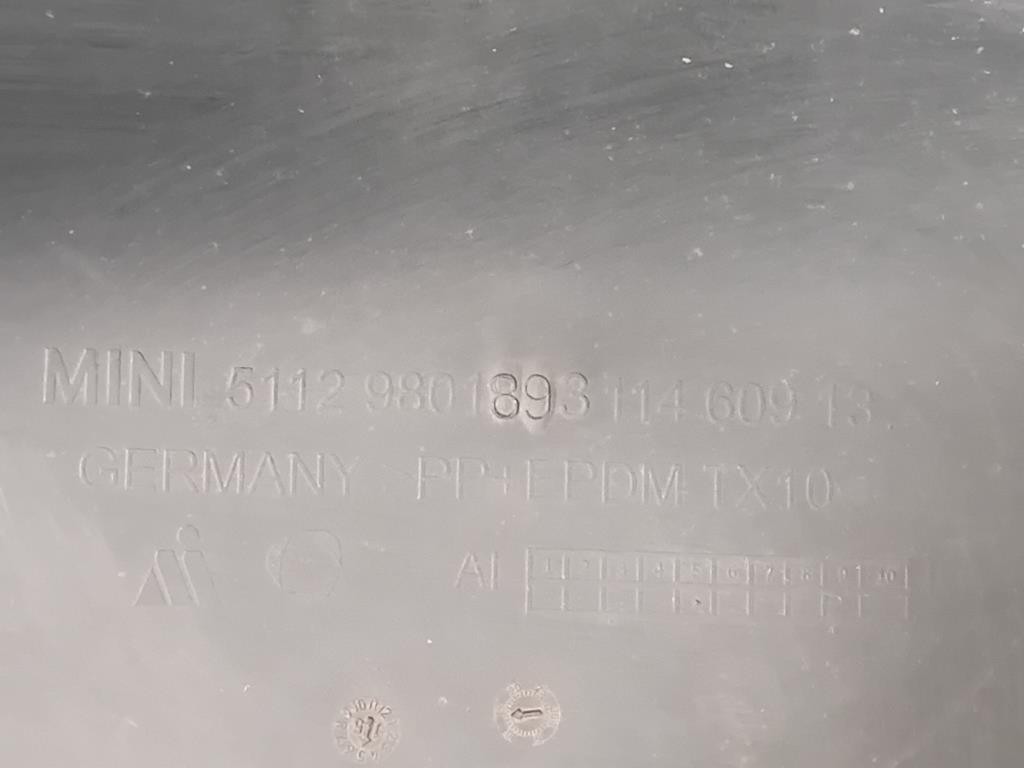 MINI 5112 9801893 114 609 13
GERMANY >PP+EPDM TX10
AI 1 2 3 4 5 6 7 8 9 10